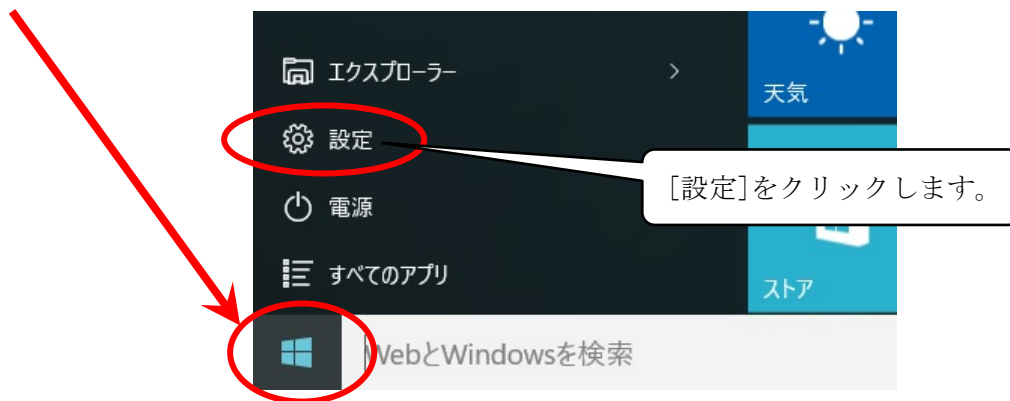 エクスプローラー
天気
設定
[設定]をクリックします。
電源
すべてのアプリ
ストア
WebとWindowsを検索